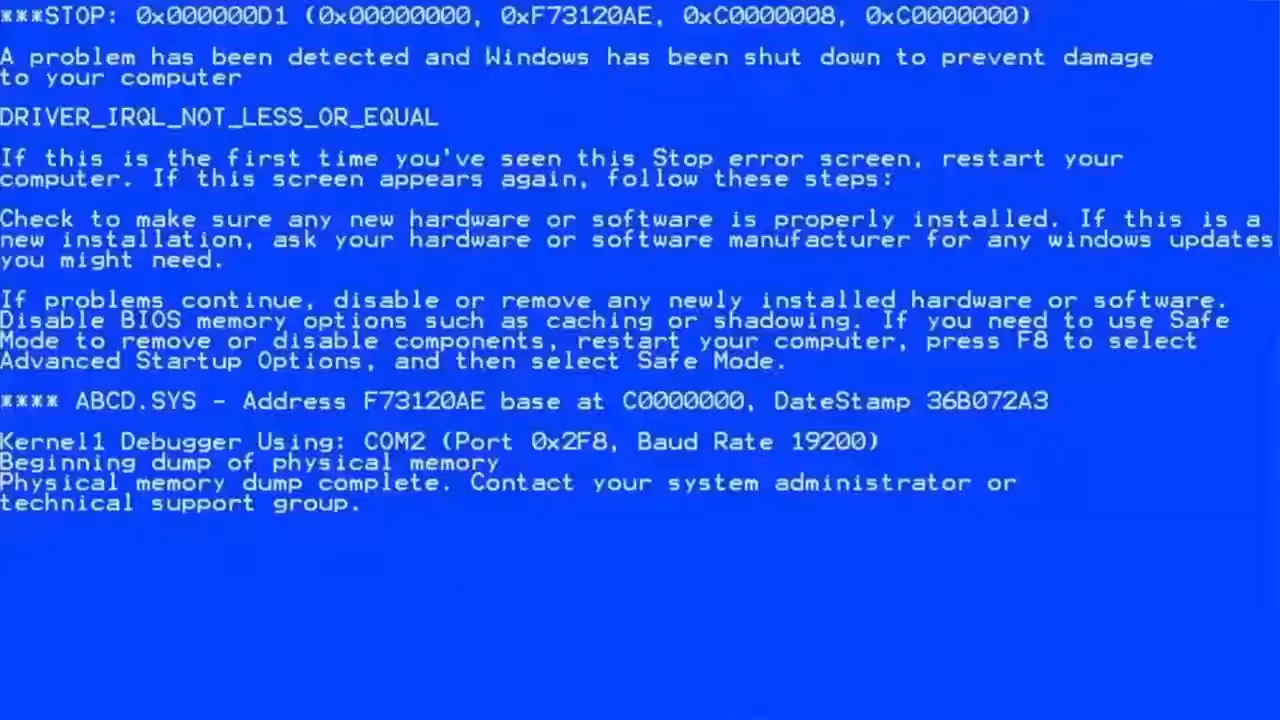 ***STOP: 0x000000D1 (0x00000000, 0xF73120AE, 0xC0000008, 0xC0000000)
A problem has been detected and Windows has been shut down to prevent damage
to your computer
DRIVER_IRQL_NOT_LESS_OR_EQUAL
If this is the first time you've seen this Stop error screen, restart your
computer. If this screen appears again, follow these steps:
Check to make sure any new hardware or software is properly installed. If this is a
new installation, ask your hardware or software manufacturer for any windows updates
you might need.
If problems continue, disable or remove any newly installed hardware or software.
Disable BIOS memory options such as caching or shadowing. If you need to use Safe
Mode to remove or disable components, restart your computer, press F8 to select
Advanced Startup Options, and then select Safe Mode.
**** ABCD.SYS - Address F73120AE base at C0000000, DateStamp 36B072A3
Kernel1 Debugger Using: COM2 (Port 0x2F8, Baud Rate 19200)
Beginning dump of physical memory
Physical memory dump complete. Contact your system administrator or
technical support group.